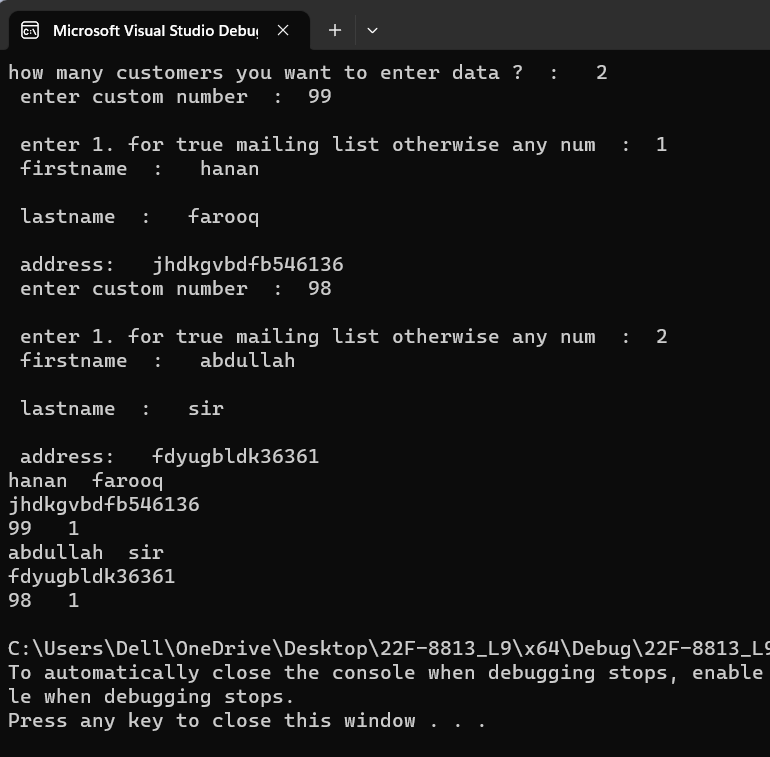 Microsoft Visual Studio Debu
how many customers you want to enter data ?  :   2
 enter custom number  :  99

 enter 1. for true mailing list otherwise any num  :  1
 firstname  :   hanan

 lastname  :   farooq

 address:   jhdkgvbdfb546136
 enter custom number  :  98

 enter 1. for true mailing list otherwise any num  :  2
 firstname  :   abdullah

 lastname  :   sir

 address:   fdyugbldk36361
hanan  farooq
jhdkgvbdfb546136
99   1
abdullah  sir
fdyugbldk36361
98   1

C:\Users\Dell\OneDrive\Desktop\22F-8813_L9\x64\Debug\22F-8813_L9
To automatically close the console when debugging stops, enable
le when debugging stops.
Press any key to close this window . . .